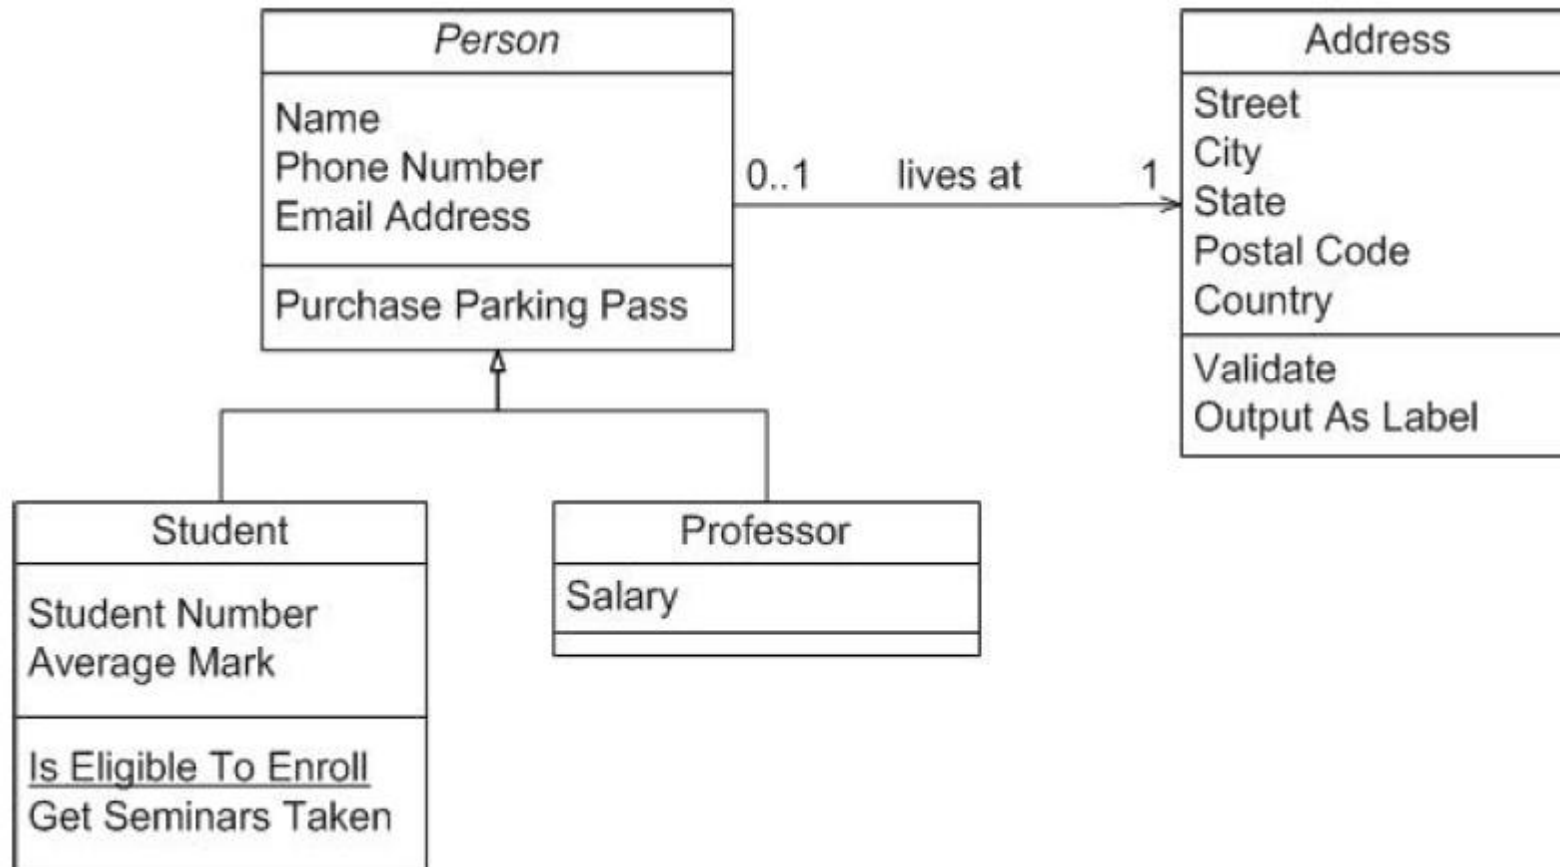 Person
Name
Phone Number
Email Address
Purchase Parking Pass
0..1 lives at 1
Address
Street
City
State
Postal Code
Country
Validate
Output As Label
Student
Student Number
Average Mark
Is Eligible To Enroll
Get Seminars Taken
Professor
Salary